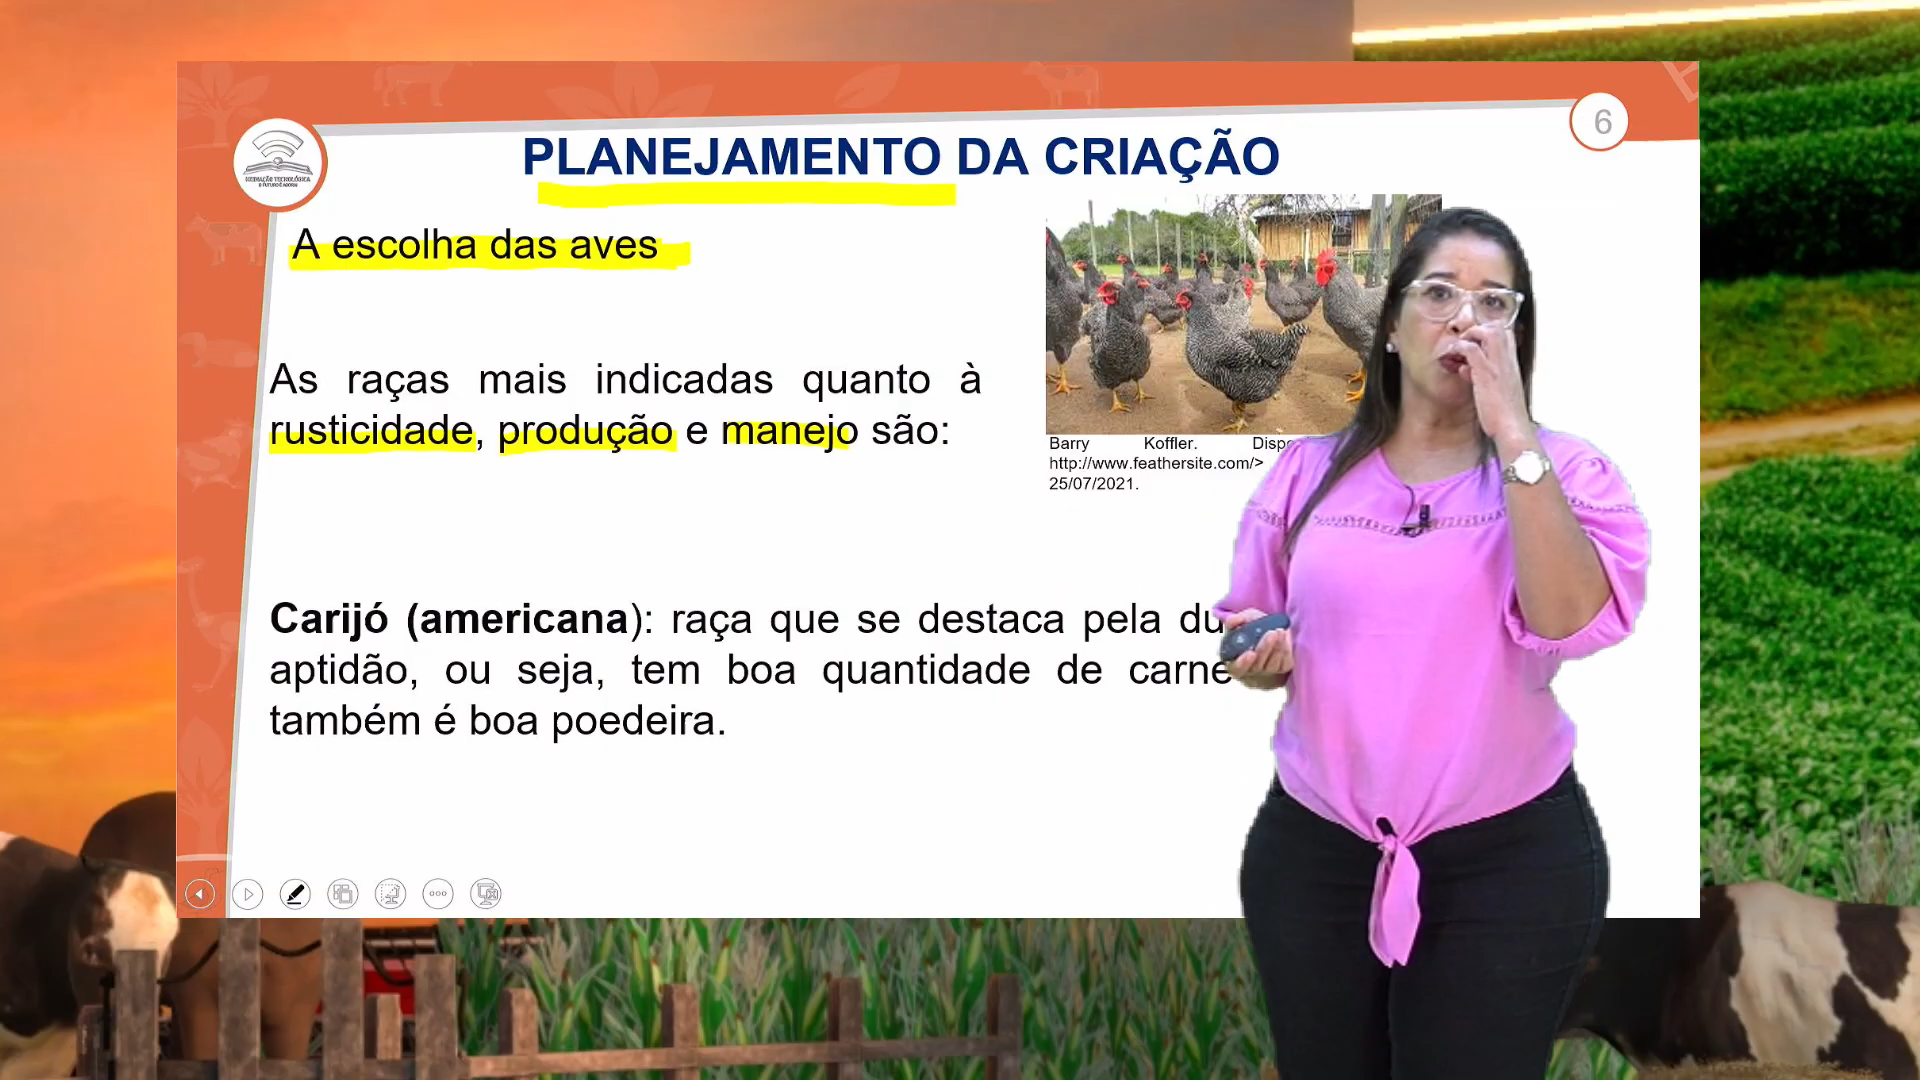 6
PLANEJAMENTO DA CRIAÇÃO
A escolha das aves
As raças mais indicadas quanto à
rusticidade, produção e manejo são:
Barry Koffler.
http://www.feathersite.com/>
25/07/2021.
Carijó (americana): raça que se destaca pela
aptidão, ou seja, tem boa quantidade de carne
também é boa poedeira.